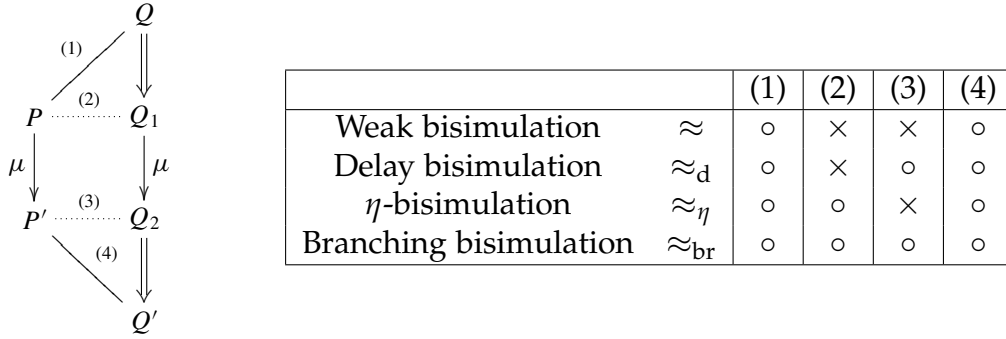 Q
(1)
P (2) Q₁
μ μ
P′ (3) Q₂
(4)
Q′
(1) (2) (3) (4)
Weak bisimulation ≈ ∘ × × ∘
Delay bisimulation ≈d ∘ × ∘ ∘
η-bisimulation ≈η ∘ ∘ × ∘
Branching bisimulation ≈br ∘ ∘ ∘ ∘